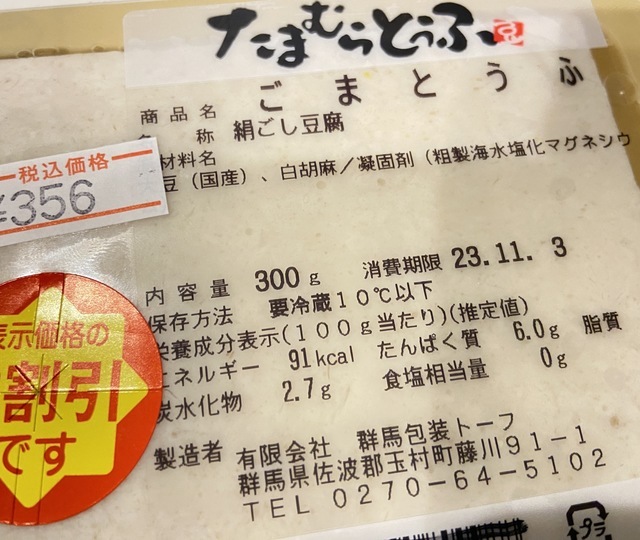 たまむらとうふ
商品名 ごまとうふ
名 称 絹ごし豆腐
材料名
豆（国産）、白胡麻／凝固剤（粗製海水塩化マグネシウ
税込価格
¥356
内容量 300g 消費期限 23.11. 3
保存方法 要冷蔵10℃以下
栄養成分表示(100g当たり)(推定値)
エネルギー 91kcal たんぱく質 6.0g 脂質
炭水化物 2.7g 食塩相当量 0g
表示価格の
割引
です
製造者 有限会社 群馬包装トーフ
群馬県佐波郡玉村町藤川91-1
TEL 0270-64-5102
プラ